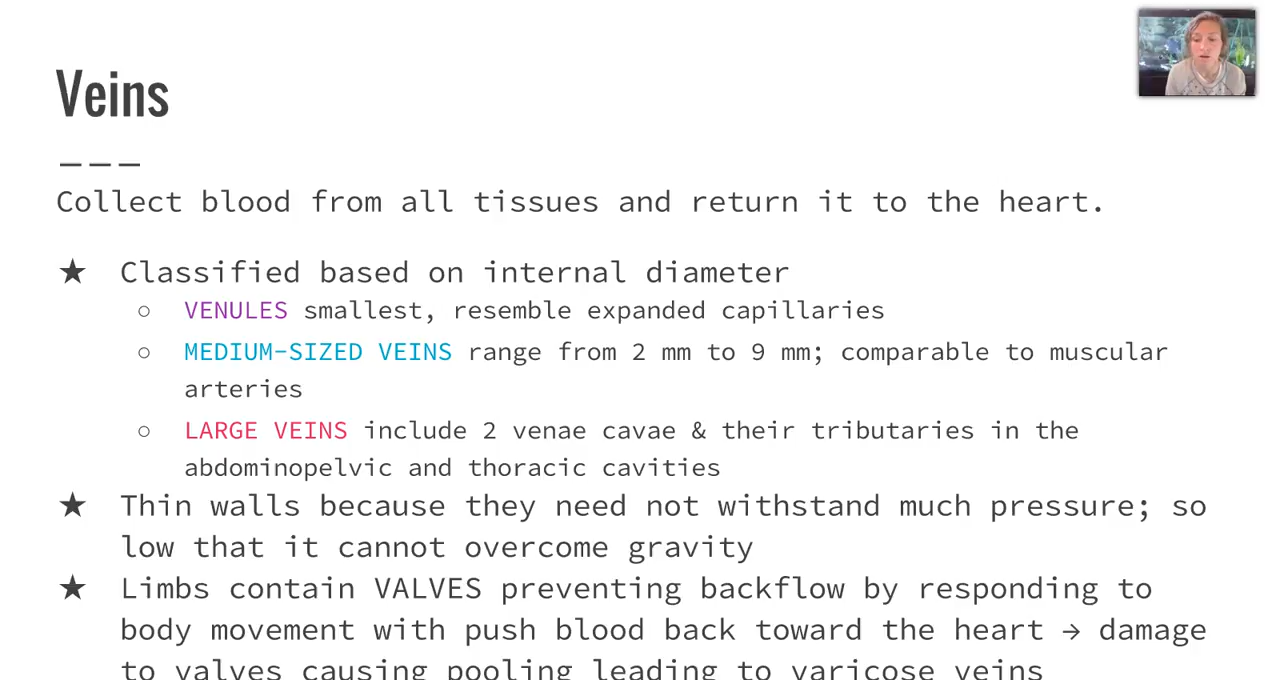 Veins
Collect blood from all tissues and return it to the heart.
★ Classified based on internal diameter
○ VENULES smallest, resemble expanded capillaries
○ MEDIUM-SIZED VEINS range from 2 mm to 9 mm; comparable to muscular
arteries
○ LARGE VEINS include 2 venae cavae & their tributaries in the
abdominopelvic and thoracic cavities
★ Thin walls because they need not withstand much pressure; so
low that it cannot overcome gravity
★ Limbs contain VALVES preventing backflow by responding to
body movement with push blood back toward the heart → damage
to valves causing pooling leading to varicose veins